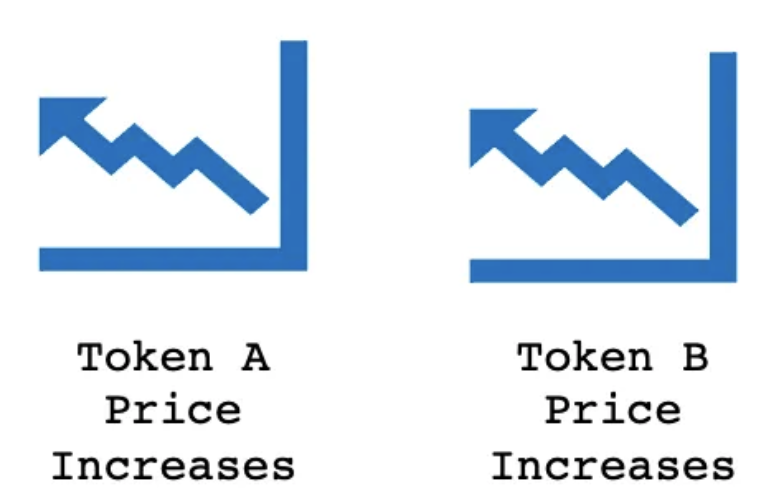 Token A
Price
Increases
Token B
Price
Increases